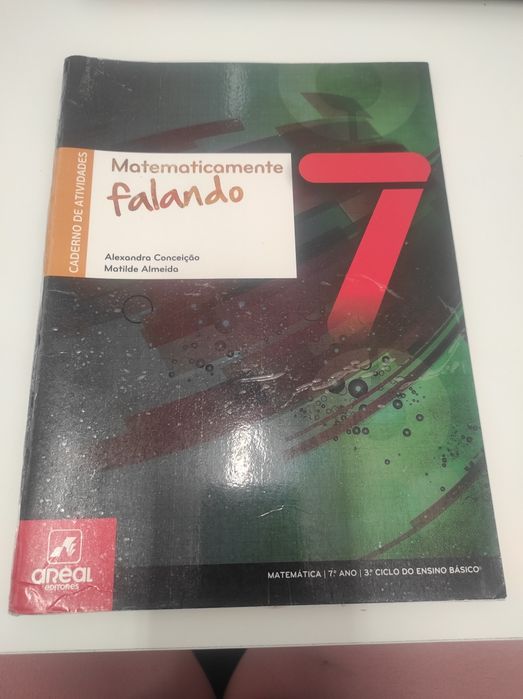 CADERNO DE ATIVIDADES
Matematicamente
falando
7
Alexandra Conceição
Matilde Almeida
areal
EDITORES
MATEMÁTICA | 7.º ANO | 3.º CICLO DO ENSINO BÁSICO